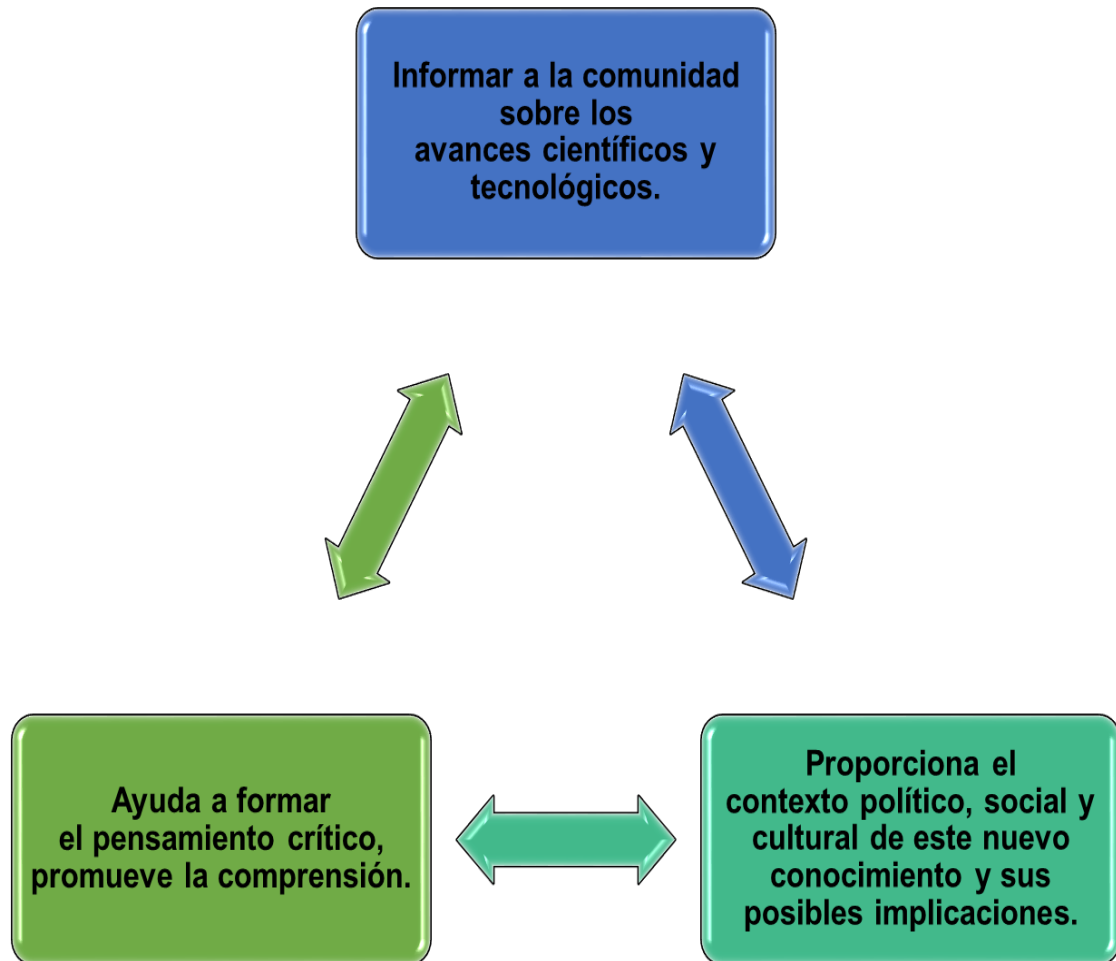 Informar a la comunidad
sobre los
avances científicos y
tecnológicos.
Ayuda a formar
el pensamiento crítico,
promueve la comprensión.
Proporciona el
contexto político, social y
cultural de este nuevo
conocimiento y sus
posibles implicaciones.